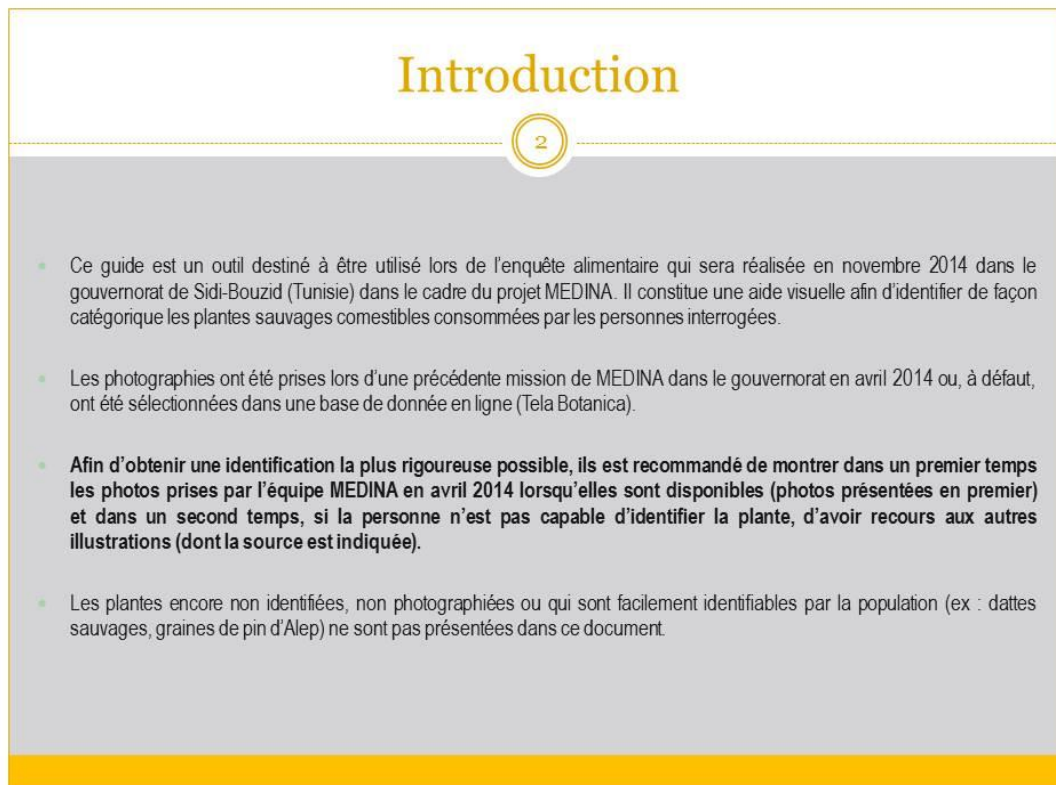 Introduction
2
Ce guide est un outil destiné à être utilisé lors de l'enquête alimentaire qui sera réalisée en novembre 2014 dans le
gouvernorat de Sidi-Bouzid (Tunisie) dans le cadre du projet MEDINA. Il constitue une aide visuelle afin d'identifier de façon
catégorique les plantes sauvages comestibles consommées par les personnes interrogées.
Les photographies ont été prises lors d'une précédente mission de MEDINA dans le gouvernorat en avril 2014 ou, à défaut,
ont été sélectionnées dans une base de donnée en ligne (Tela Botanica).
Afin d'obtenir une identification la plus rigoureuse possible, ils est recommandé de montrer dans un premier temps
les photos prises par l'équipe MEDINA en avril 2014 lorsqu'elles sont disponibles (photos présentées en premier)
et dans un second temps, si la personne n'est pas capable d'identifier la plante, d'avoir recours aux autres
illustrations (dont la source est indiquée).
Les plantes encore non identifiées, non photographiées ou qui sont facilement identifiables par la population (ex : dattes
sauvages, graines de pin d'Alep) ne sont pas présentées dans ce document.